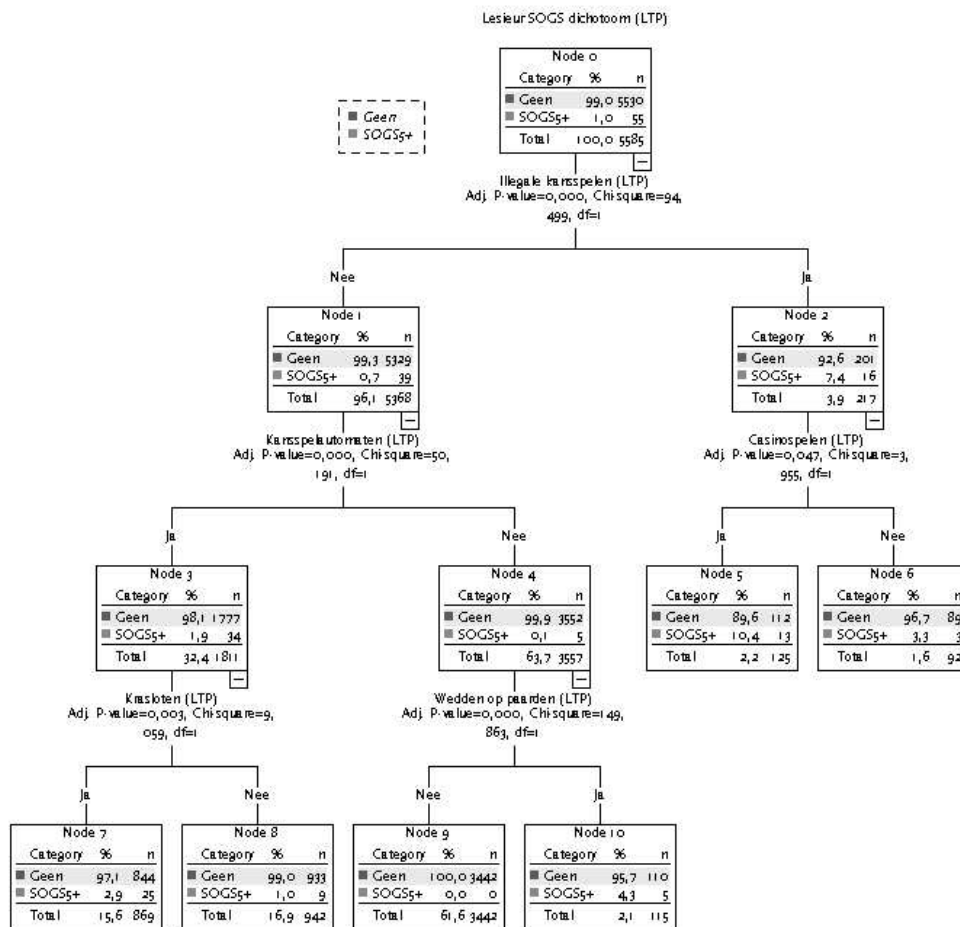 Lesieur SOGS dichotoom (LTP)
Node 0
Category % n
Geen 99,0 5530
SOGS5+ 1,0 55
Total 100,0 5585
Geen
SOGS5+
Illegale kansspelen (LTP)
Adj. P-value=0,000, Chi-square=94,
499, df=1
Nee
Ja
Node 1
Category % n
Geen 99,3 5329
SOGS5+ 0,7 39
Total 96,1 5368
Node 2
Category % n
Geen 92,6 201
SOGS5+ 7,4 16
Total 3,9 217
Kansspelautomaten (LTP)
Adj. P-value=0,000, Chi-square=50,
191, df=1
Casinospelen (LTP)
Adj. P-value=0,047, Chi-square=3,
955, df=1
Ja
Nee
Ja
Nee
Node 3
Category % n
Geen 98,1 1777
SOGS5+ 1,9 34
Total 32,4 1811
Node 4
Category % n
Geen 99,9 3552
SOGS5+ 0,1 5
Total 63,7 3557
Node 5
Category % n
Geen 89,6 112
SOGS5+ 10,4 13
Total 2,2 125
Node 6
Category % n
Geen 96,7 89
SOGS5+ 3,3 3
Total 1,6 92
Krasloten (LTP)
Adj. P-value=0,003, Chi-square=9,
059, df=1
Wedden op paarden (LTP)
Adj. P-value=0,000, Chi-square=149,
863, df=1
Ja
Nee
Nee
Ja
Node 7
Category % n
Geen 97,1 844
SOGS5+ 2,9 25
Total 15,6 869
Node 8
Category % n
Geen 99,0 933
SOGS5+ 1,0 9
Total 16,9 942
Node 9
Category % n
Geen 100,0 3442
SOGS5+ 0,0 0
Total 61,6 3442
Node 10
Category % n
Geen 95,7 110
SOGS5+ 4,3 5
Total 2,1 115